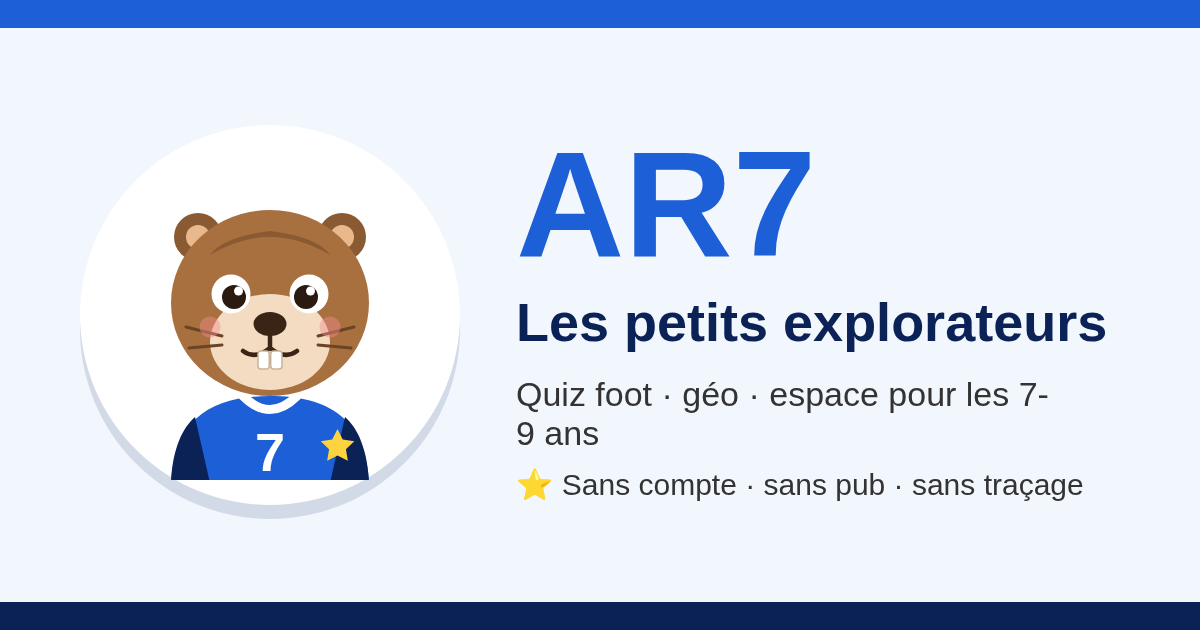 AR7
Les petits explorateurs
Quiz foot · géo · espace pour les 7-
9 ans
⭐ Sans compte · sans pub · sans traçage
7